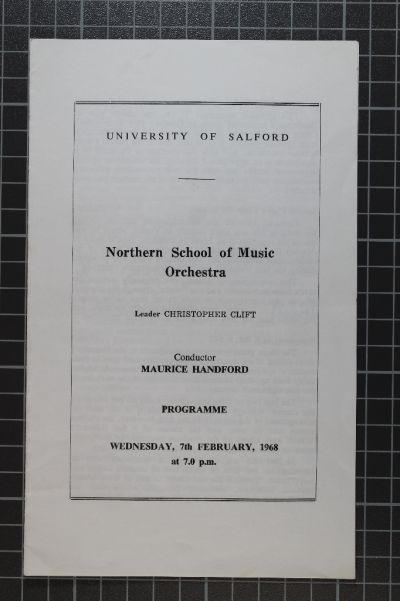 UNIVERSITY OF SALFORD
Northern School of Music
Orchestra
Leader CHRISTOPHER CLIFT
Conductor
MAURICE HANDFORD
PROGRAMME
WEDNESDAY, 7th FEBRUARY, 1968
at 7.0 p.m.